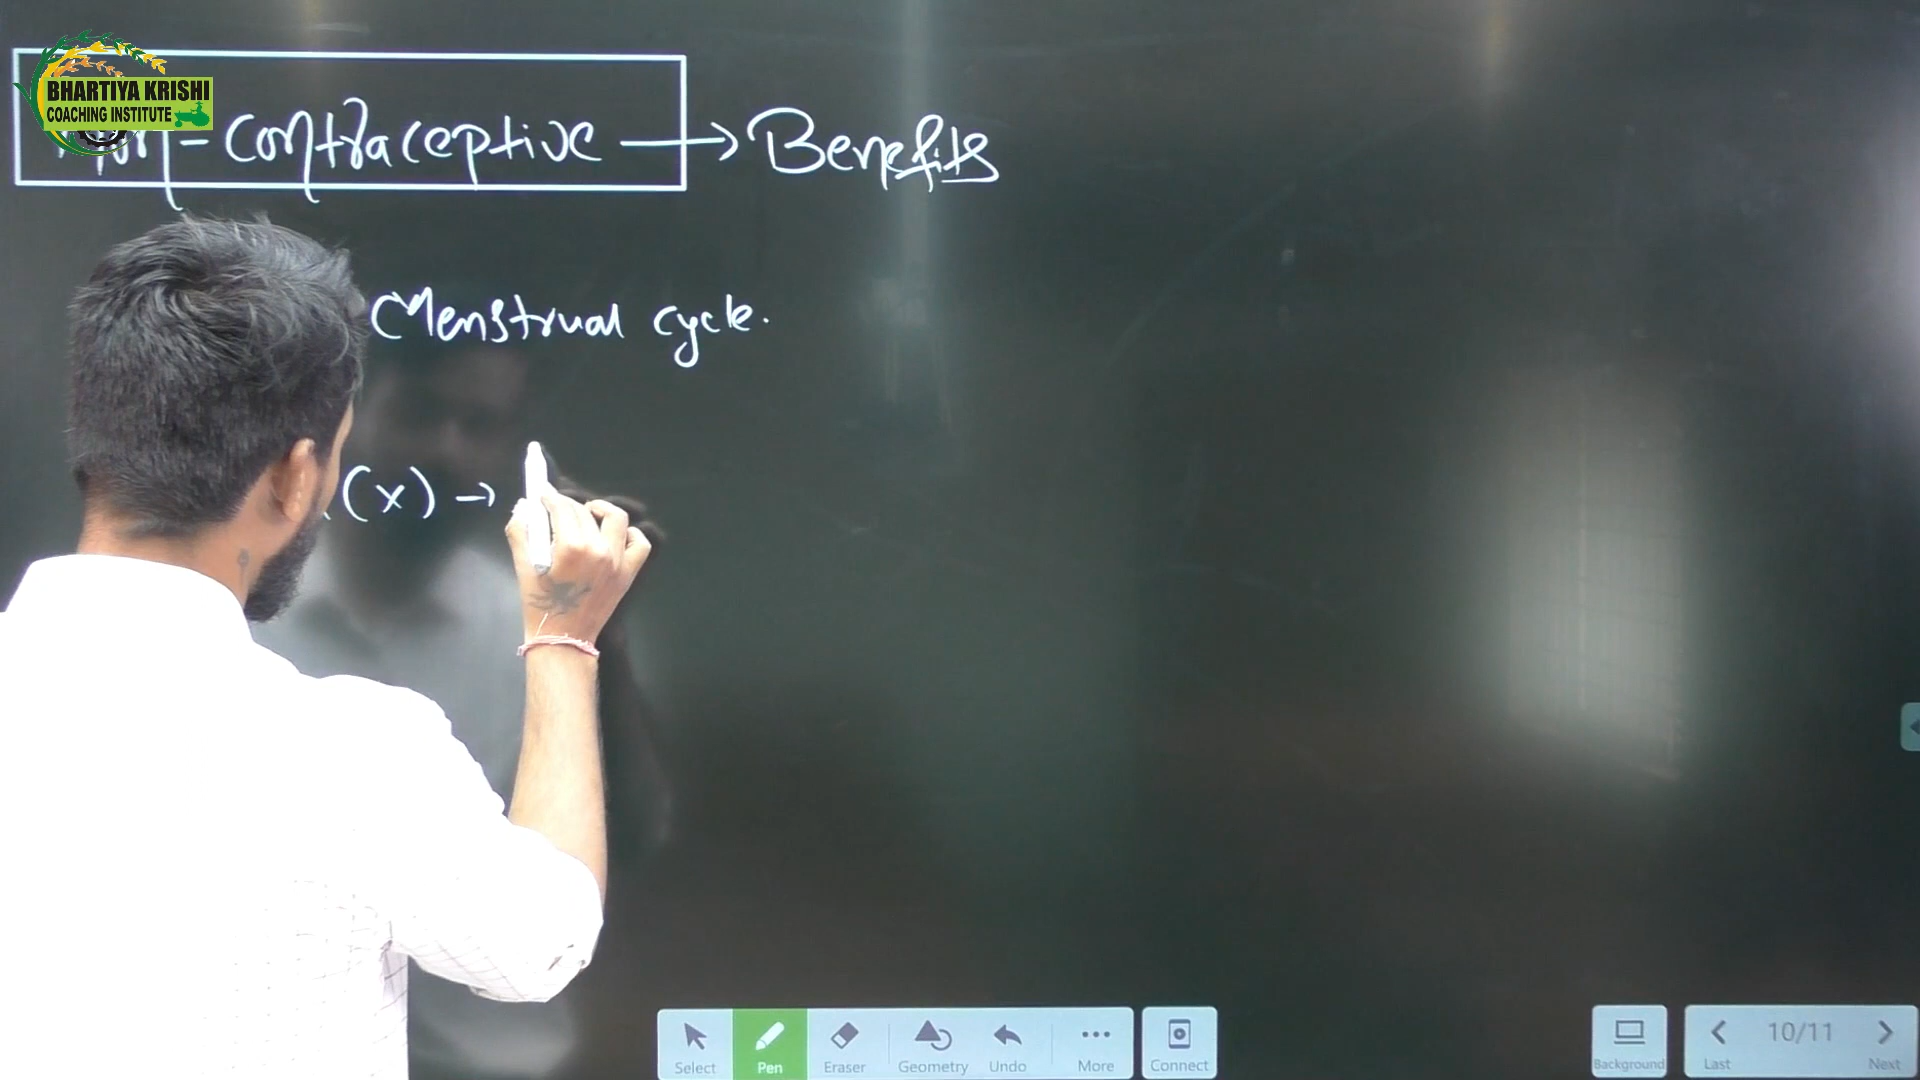 BHARTIYA KRISHI
COACHING INSTITUTE
Non-contraceptive → Benefits
Menstrual cycle.
(x) →
Select
Pen
Eraser
Geometry
Undo
More
Connect
Background
Last
10/11
Next